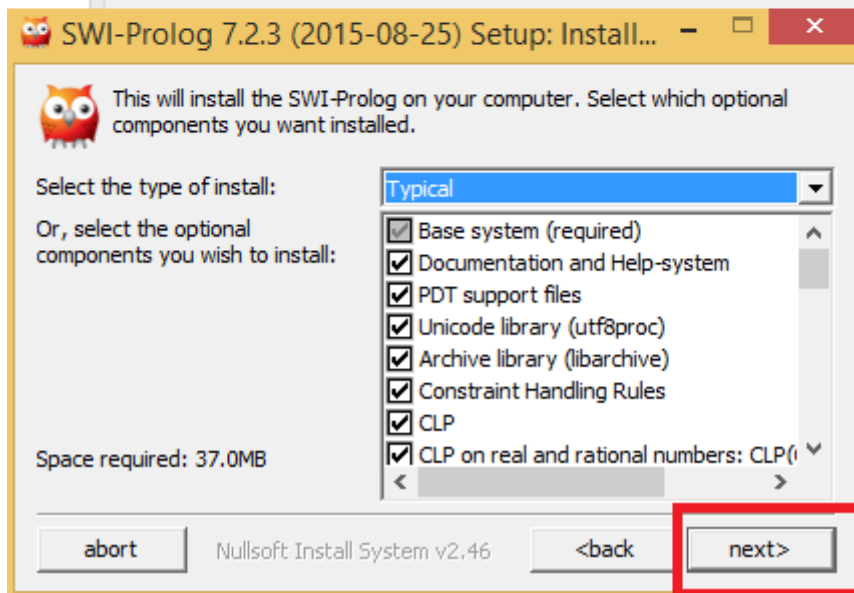 SWI-Prolog 7.2.3 (2015-08-25) Setup: Install...
This will install the SWI-Prolog on your computer. Select which optional
components you want installed.
Select the type of install:
Typical
Or, select the optional
components you wish to install:
Base system (required)
Documentation and Help-system
PDT support files
Unicode library (utf8proc)
Archive library (libarchive)
Constraint Handling Rules
CLP
CLP on real and rational numbers: CLP(
Space required: 37.0MB
abort
Nullsoft Install System v2.46
<back
next>